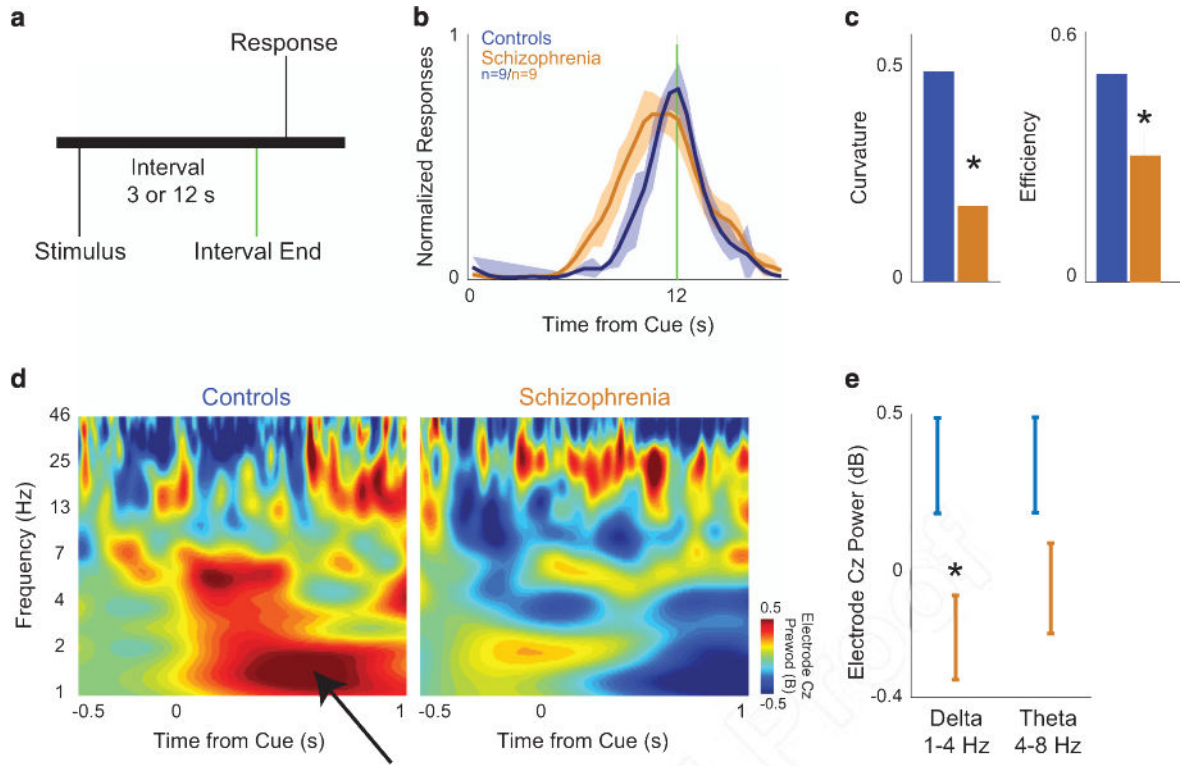 a
Response
Interval
3 or 12 s
Stimulus
Interval End
b
Controls
Schizophrenia
n=9/n=9
Normalized Responses
1
0
0
12
Time from Cue (s)
c
Curvature
0.5
0
*
Efficiency
0.6
0
*
d
Controls
Schizophrenia
Frequency (Hz)
46
25
13
7
4
2
1
-0.5
0
1
Time from Cue (s)
-0.5
0
1
Time from Cue (s)
0.5
-0.5
Electrode Cz
Prewod (B)
e
Electrode Cz Power (dB)
0.5
0
-0.4
*
Delta
1-4 Hz
Theta
4-8 Hz